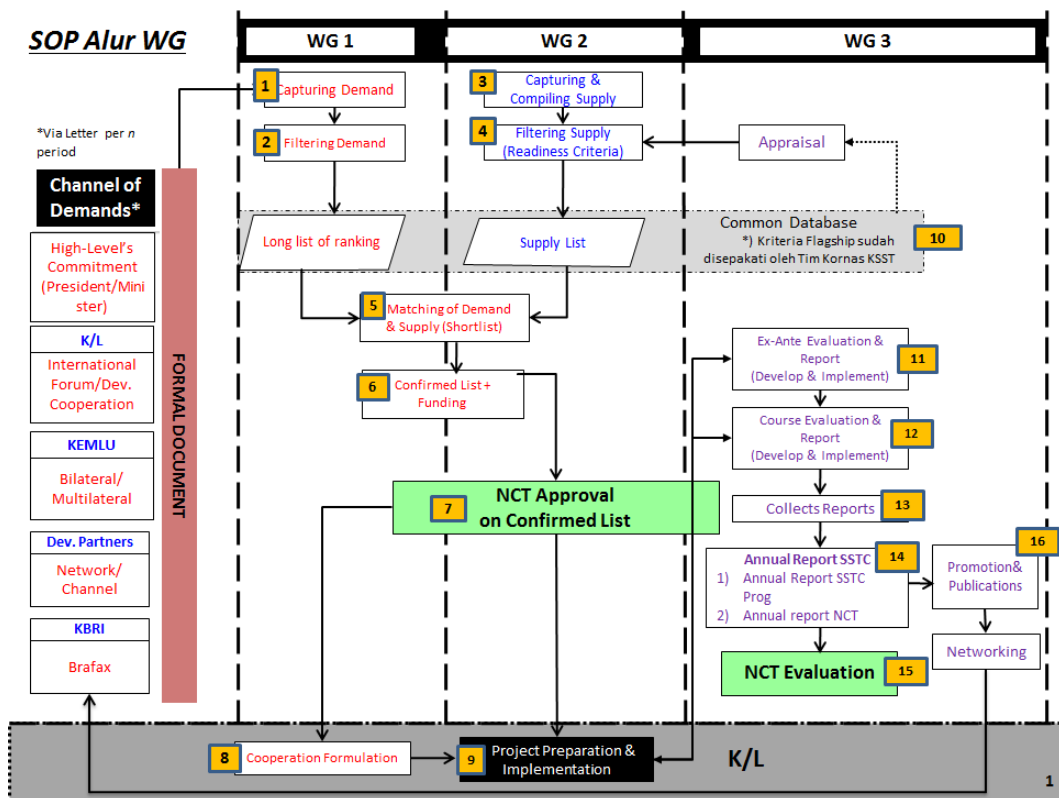 SOP Alur WG
WG 1
WG 2
WG 3
*Via Letter per n
period
Channel of
Demands*
High-Level's
Commitment
(President/Mini
ster)
K/L
International
Forum/Dev.
Cooperation
KEMLU
Bilateral/
Multilateral
Dev. Partners
Network/
Channel
KBRI
Brafax
FORMAL DOCUMENT
1
Capturing Demand
2
Filtering Demand
3
Capturing &
Compiling Supply
4
Filtering Supply
(Readiness Criteria)
Appraisal
Long list of ranking
Supply List
Common Database
*) Kriteria Flagship sudah
disepakati oleh Tim Kornas KSST
10
5
Matching of Demand
& Supply (Shortlist)
6
Confirmed List +
Funding
7
NCT Approval
on Confirmed List
8
Cooperation Formulation
9
Project Preparation &
Implementation
Ex-Ante Evaluation &
Report
(Develop & Implement)
11
Course Evaluation &
Report
(Develop & Implement)
12
Collects Reports
13
Annual Report SSTC
1) Annual Report SSTC
Prog
2) Annual report NCT
14
NCT Evaluation
15
16
Promotion&
Publications
Networking
K/L
1